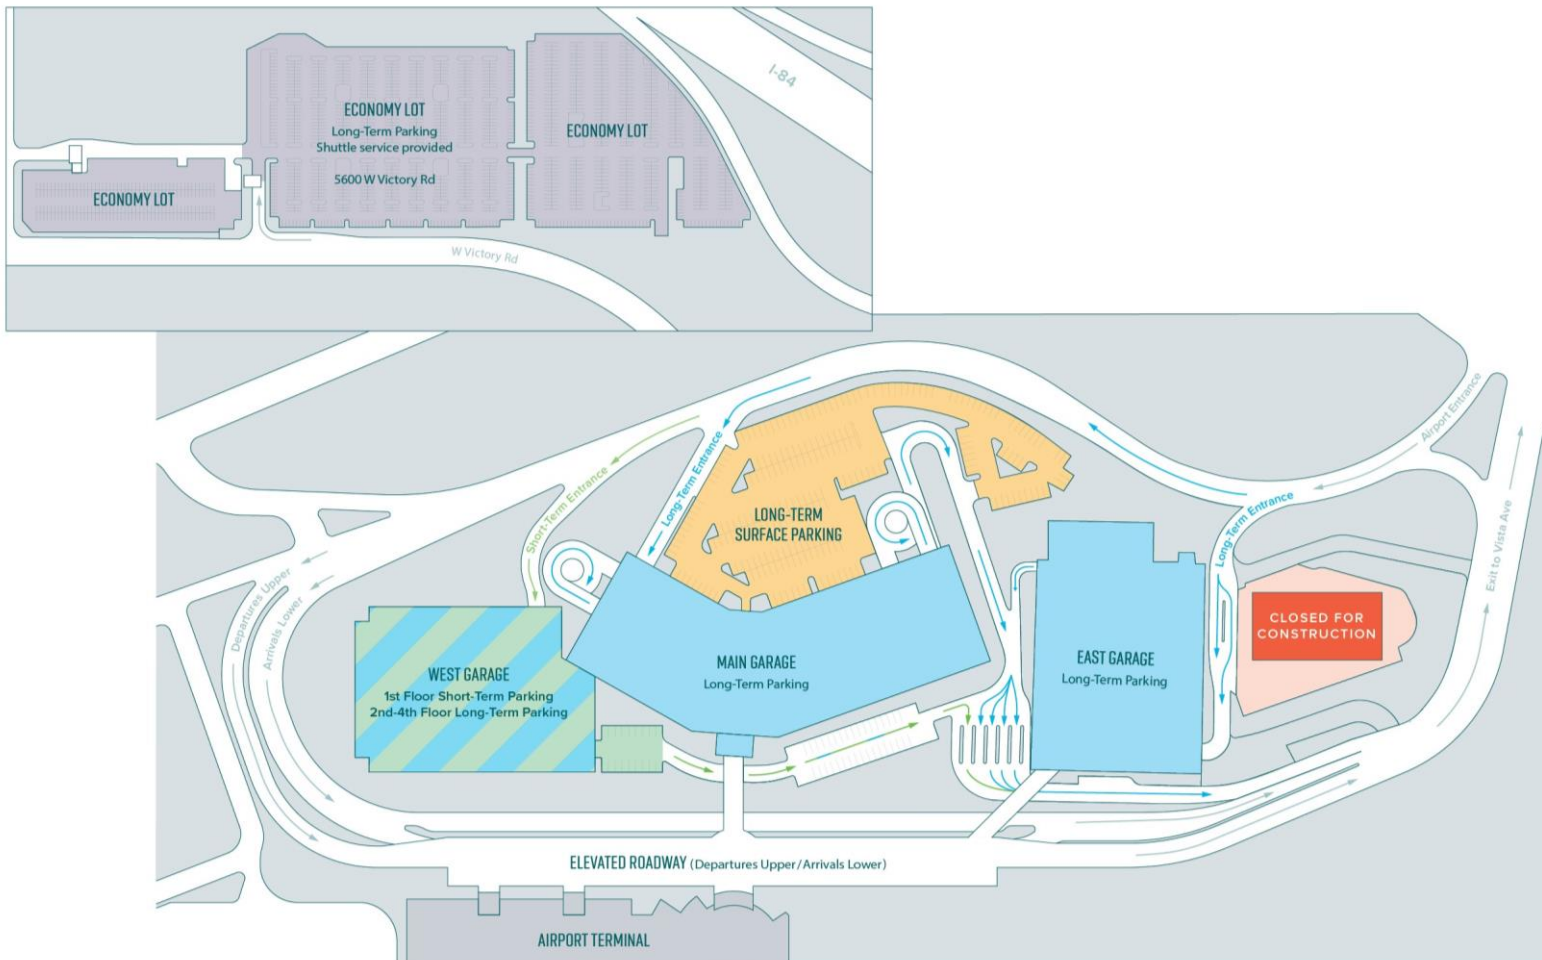 I-84
ECONOMY LOT
Long-Term Parking
Shuttle service provided
5600 W Victory Rd
ECONOMY LOT
ECONOMY LOT
W Victory Rd
Airport Entrance
Long-Term Entrance
Short-Term Entrance
Long-Term Entrance
Exit to Vista Ave
LONG-TERM
SURFACE PARKING
Departures Upper
Arrivals Lower
CLOSED FOR
CONSTRUCTION
WEST GARAGE
1st Floor Short-Term Parking
2nd-4th Floor Long-Term Parking
MAIN GARAGE
Long-Term Parking
EAST GARAGE
Long-Term Parking
ELEVATED ROADWAY (Departures Upper/Arrivals Lower)
AIRPORT TERMINAL